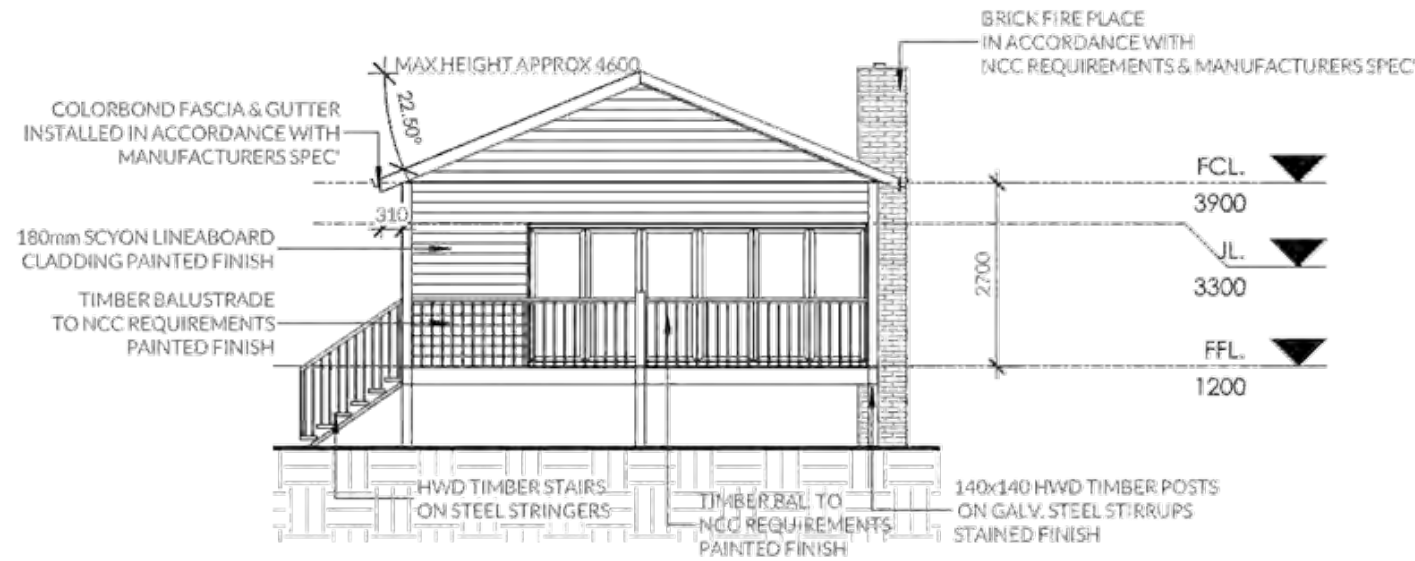 BRICK FIRE PLACE
IN ACCORDANCE WITH
NCC REQUIREMENTS & MANUFACTURERS SPEC'
MAX HEIGHT APPROX 4600
22.50°
COLORBOND FASCIA & GUTTER
INSTALLED IN ACCORDANCE WITH
MANUFACTURERS SPEC'
FCL.
3900
310
180mm SCYON LINEABOARD
CLADDING PAINTED FINISH
JL.
3300
2700
TIMBER BALUSTRADE
TO NCC REQUIREMENTS
PAINTED FINISH
FFL.
1200
HWD TIMBER STAIRS
ON STEEL STRINGERS
TIMBER BAL. TO
NCC REQUIREMENTS
PAINTED FINISH
140x140 HWD TIMBER POSTS
ON GALV. STEEL STIRRUPS
STAINED FINISH